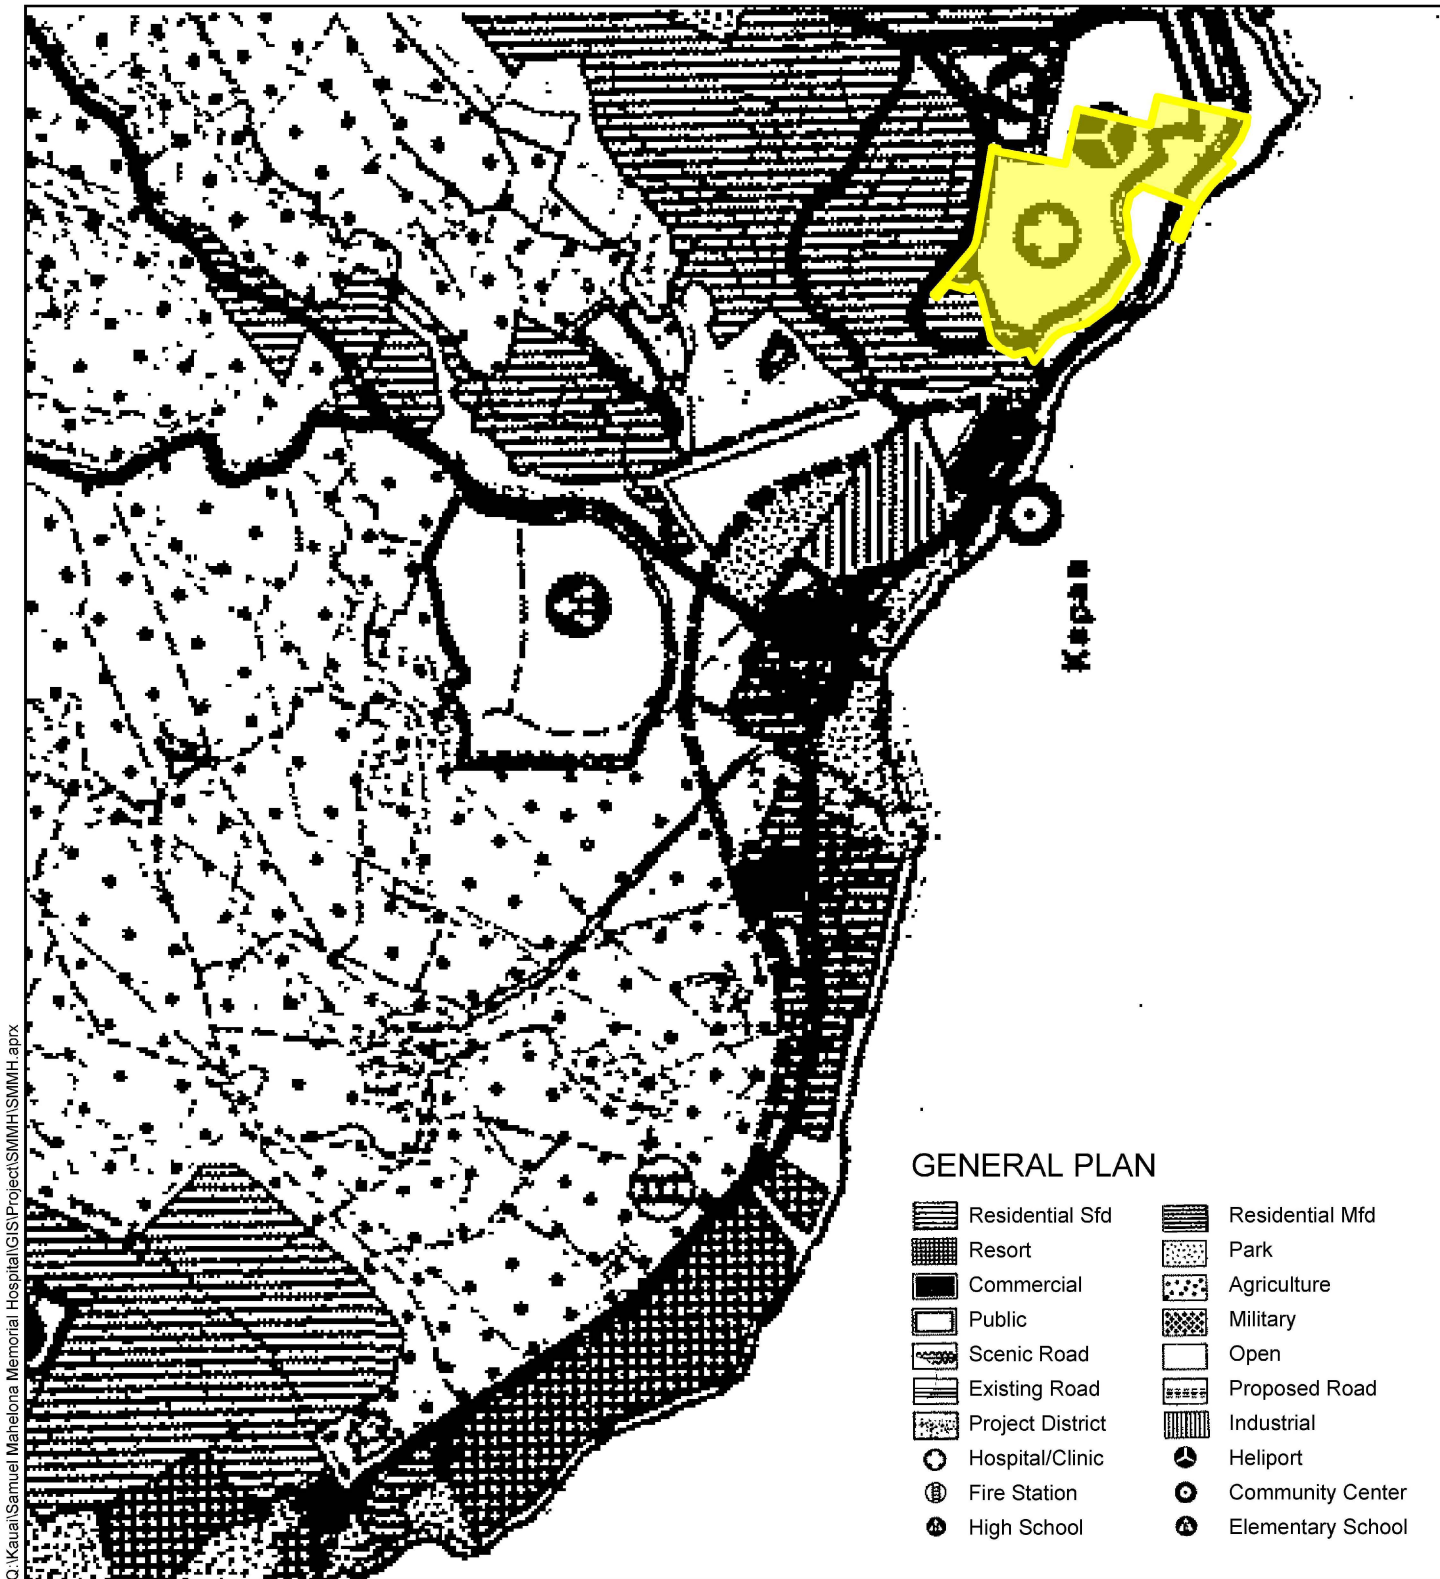 Kapaa
Q:\Kauai\Samuel Mahelona Memorial Hospital\GIS\Project\SMMH\SMMH.aprx
GENERAL PLAN
Residential Sfd
Resort
Commercial
Public
Scenic Road
Existing Road
Project District
Hospital/Clinic
Fire Station
High School
Residential Mfd
Park
Agriculture
Military
Open
Proposed Road
Industrial
Heliport
Community Center
Elementary School